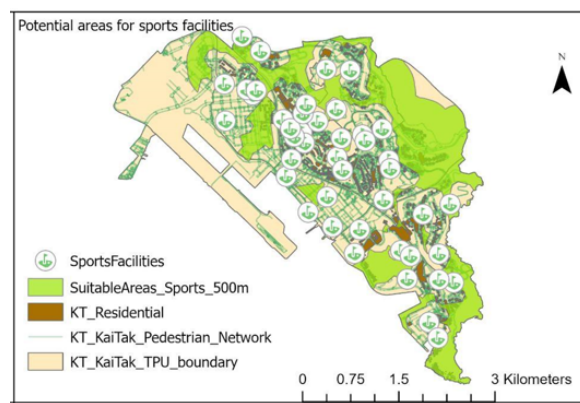 Potential areas for sports facilities
N
SportsFacilities
SuitableAreas_Sports_500m
KT_Residential
KT_KaiTak_Pedestrian_Network
KT_KaiTak_TPU_boundary
0 0.75 1.5 3 Kilometers